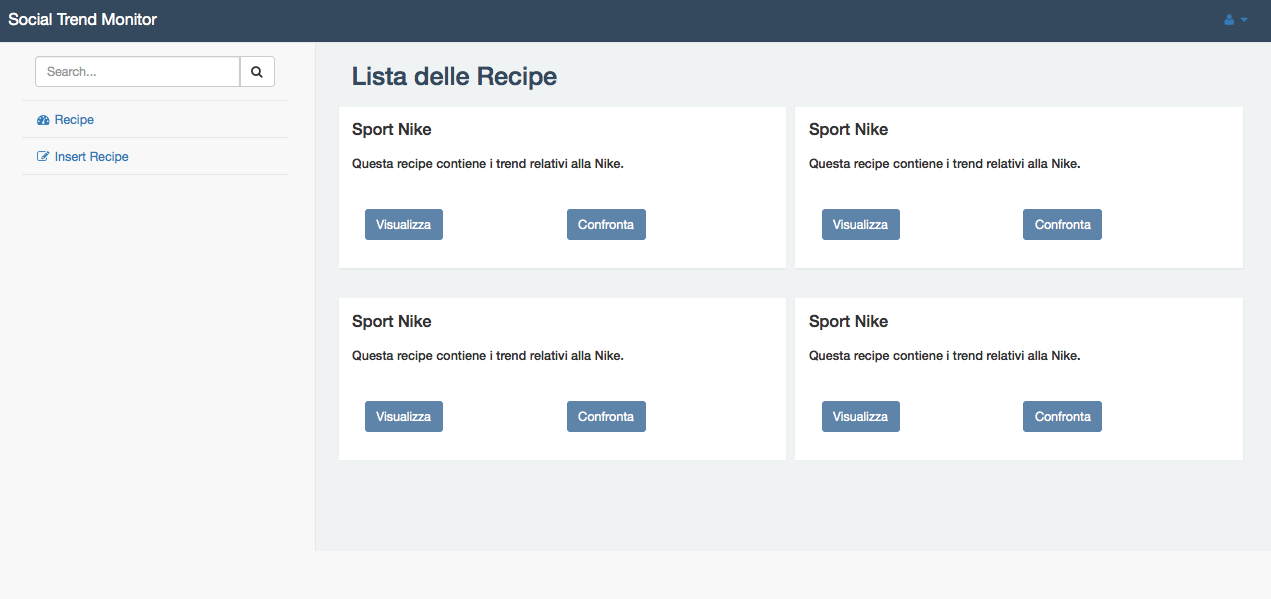 Social Trend Monitor
Search...
Recipe
Insert Recipe
Lista delle Recipe
Sport Nike
Questa recipe contiene i trend relativi alla Nike.
Visualizza Confronta
Sport Nike
Questa recipe contiene i trend relativi alla Nike.
Visualizza Confronta
Sport Nike
Questa recipe contiene i trend relativi alla Nike.
Visualizza Confronta
Sport Nike
Questa recipe contiene i trend relativi alla Nike.
Visualizza Confronta